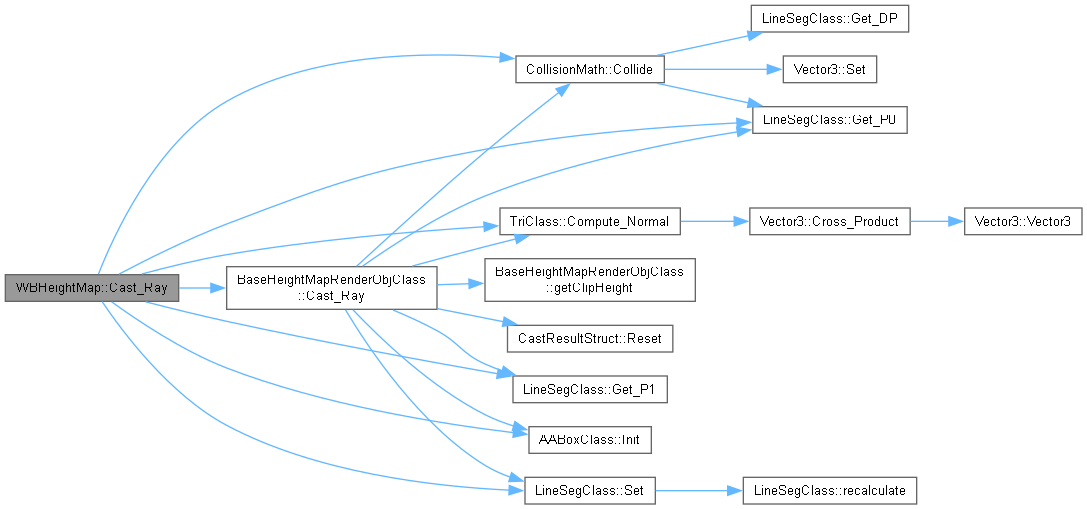 LineSegClass::Get_DP
CollisionMath::Collide
Vector3::Set
LineSegClass::Get_P0
TriClass::Compute_Normal
Vector3::Cross_Product
Vector3::Vector3
WBHeightMap::Cast_Ray
BaseHeightMapRenderObjClass
::Cast_Ray
BaseHeightMapRenderObjClass
::getClipHeight
CastResultStruct::Reset
LineSegClass::Get_P1
AABoxClass::Init
LineSegClass::Set
LineSegClass::recalculate